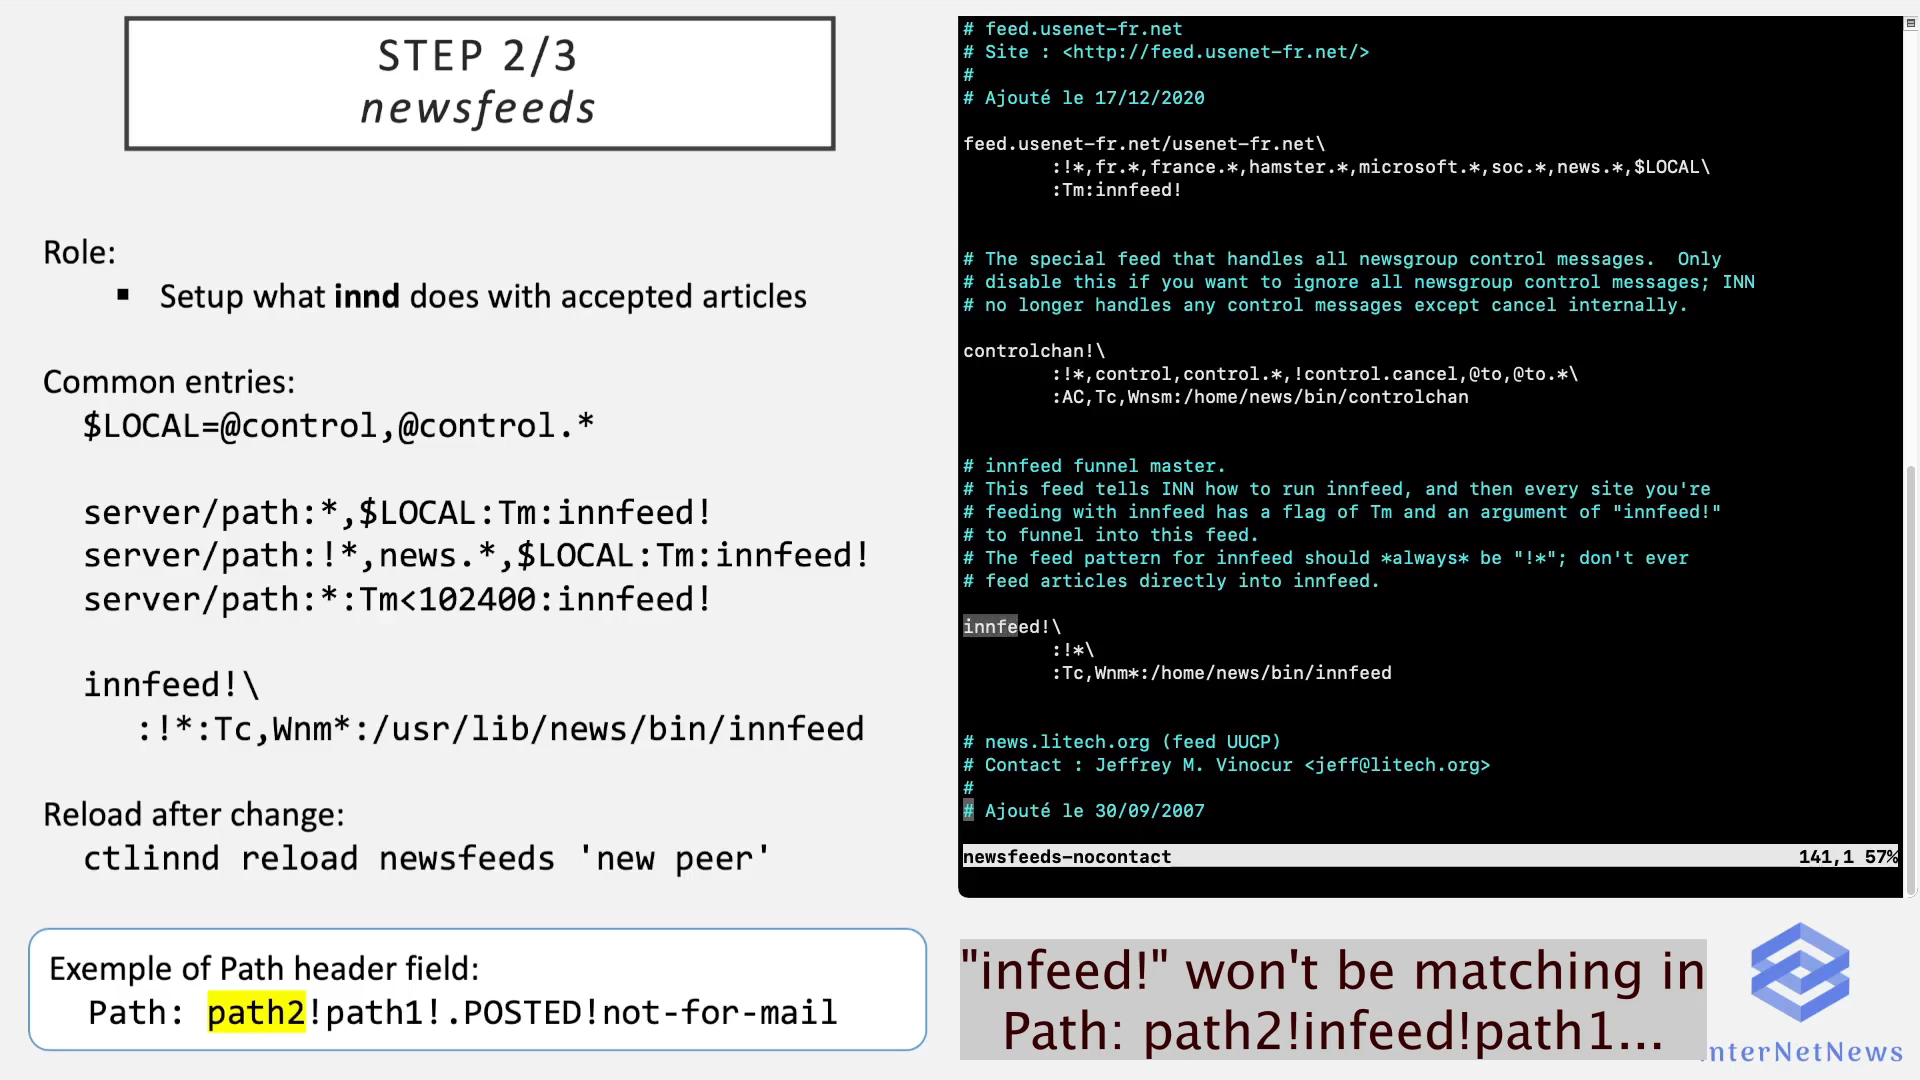 STEP 2/3
newsfeeds
Role:
▪ Setup what innd does with accepted articles
Common entries:
$LOCAL=@control,@control.*
server/path:*,$LOCAL:Tm:innfeed!
server/path:!*,news.*,$LOCAL:Tm:innfeed!
server/path:*:Tm<102400:innfeed!
innfeed!\
:!*:Tc,Wnm*:/usr/lib/news/bin/innfeed
Reload after change:
ctlinnd reload newsfeeds 'new peer'
Exemple of Path header field:
Path: path2!path1!.POSTED!not-for-mail
# feed.usenet-fr.net
# Site : <http://feed.usenet-fr.net/>
#
# Ajouté le 17/12/2020
feed.usenet-fr.net/usenet-fr.net\
:!*,fr.*,france.*,hamster.*,microsoft.*,soc.*,news.*,$LOCAL\
:Tm:innfeed!
# The special feed that handles all newsgroup control messages.  Only
# disable this if you want to ignore all newsgroup control messages; INN
# no longer handles any control messages except cancel internally.
controlchan!\
:!*,control,control.*,!control.cancel,@to,@to.*\
:AC,Tc,Wnsm:/home/news/bin/controlchan
# innfeed funnel master.
# This feed tells INN how to run innfeed, and then every site you're
# feeding with innfeed has a flag of Tm and an argument of "innfeed!"
# to funnel into this feed.
# The feed pattern for innfeed should *always* be "!*"; don't ever
# feed articles directly into innfeed.
innfeed!\
:!*\
:Tc,Wnm*:/home/news/bin/innfeed
# news.litech.org (feed UUCP)
# Contact : Jeffrey M. Vinocur <jeff@litech.org>
#
# Ajouté le 30/09/2007
newsfeeds-nocontact 141,1 57%
"infeed!" won't be matching in
Path: path2!infeed!path1...
nterNetNews